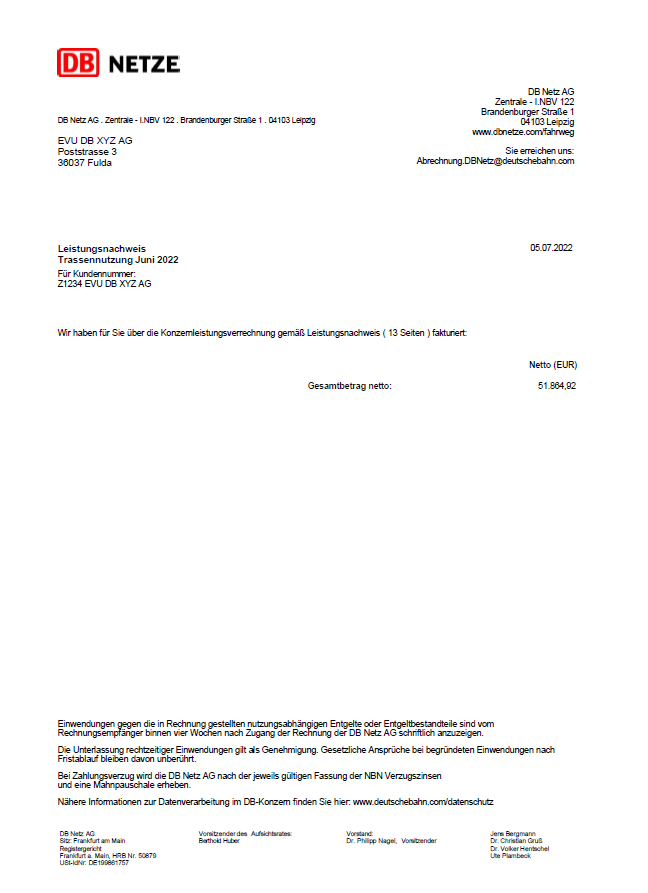 DB NETZE
DB Netz AG
Zentrale - I.NBV 122
Brandenburger Straße 1
04103 Leipzig
www.dbnetze.com/fahrweg
DB Netz AG . Zentrale - I.NBV 122 . Brandenburger Straße 1 . 04103 Leipzig
EVU DB XYZ AG
Poststrasse 3
36037 Fulda
Sie erreichen uns:
Abrechnung.DBNetz@deutschebahn.com
Leistungsnachweis
05.07.2022
Trassennutzung Juni 2022
Für Kundennummer:
Z1234 EVU DB XYZ AG
Wir haben für Sie über die Konzernleistungsverrechnung gemäß Leistungsnachweis ( 13 Seiten ) fakturiert:
Netto (EUR)
Gesamtbetrag netto: 51.864,92
Einwendungen gegen die in Rechnung gestellten nutzungsabhängigen Entgelte oder Entgeltbestandteile sind vom
Rechnungsempfänger binnen vier Wochen nach Zugang der Rechnung der DB Netz AG schriftlich anzuzeigen.
Die Unterlassung rechtzeitiger Einwendungen gilt als Genehmigung. Gesetzliche Ansprüche bei begründeten Einwendungen nach
Fristablauf bleiben davon unberührt.
Bei Zahlungsverzug wird die DB Netz AG nach der jeweils gültigen Fassung der NBN Verzugszinsen
und eine Mahnpauschale erheben.
Nähere Informationen zur Datenverarbeitung im DB-Konzern finden Sie hier: www.deutschebahn.com/datenschutz
DB Netz AG
Sitz: Frankfurt am Main
Registergericht
Frankfurt a. Main, HRB Nr. 50879
USt-IdNr: DE199861757
Vorsitzender des Aufsichtsrates:
Berthold Huber
Vorstand:
Dr. Philipp Nagel, Vorsitzender
Jens Bergmann
Dr. Christian Gruß
Dr. Volker Hentschel
Ute Plambeck